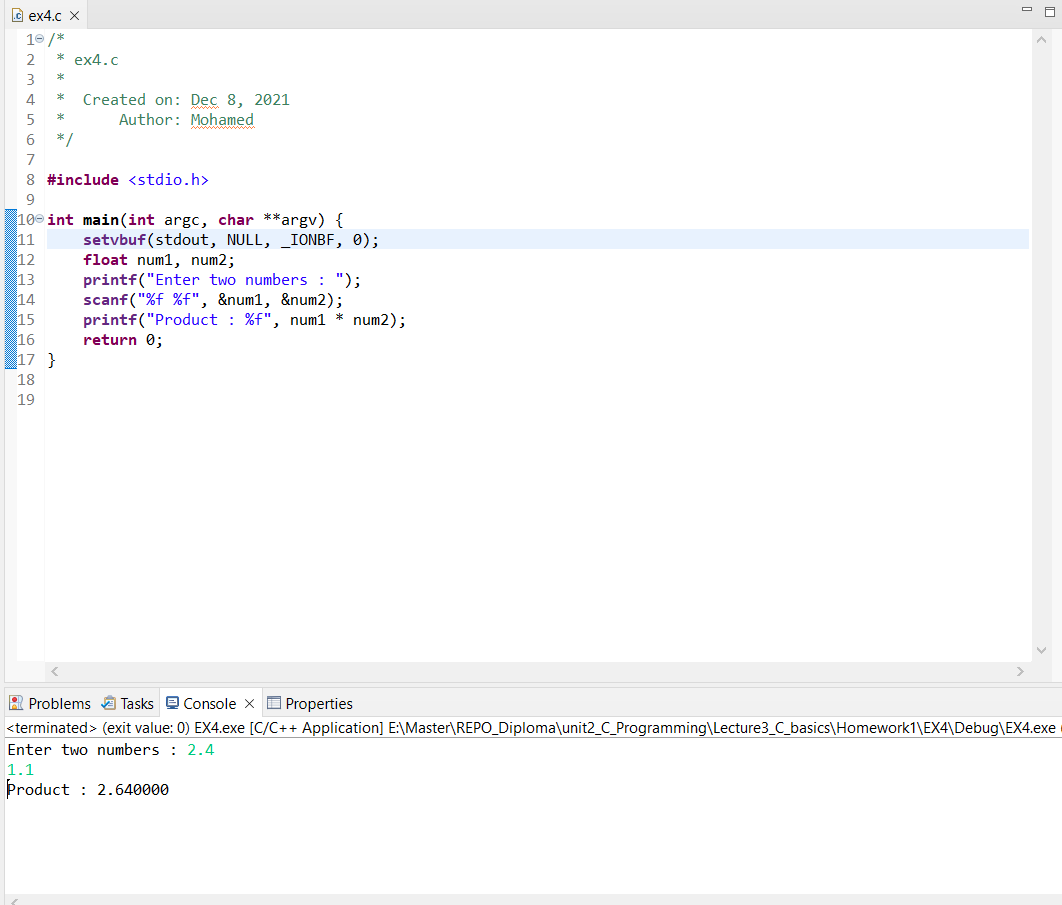 ex4.c
1 /*
2  * ex4.c
3  *
4  *  Created on: Dec 8, 2021
5  *      Author: Mohamed
6  */
7
8 #include <stdio.h>
9
10 int main(int argc, char **argv) {
11     setvbuf(stdout, NULL, _IONBF, 0);
12     float num1, num2;
13     printf("Enter two numbers : ");
14     scanf("%f %f", &num1, &num2);
15     printf("Product : %f", num1 * num2);
16     return 0;
17 }
18
19
Problems Tasks Console Properties
<terminated> (exit value: 0) EX4.exe [C/C++ Application] E:\Master\REPO_Diploma\unit2_C_Programming\Lecture3_C_basics\Homework1\EX4\Debug\EX4.exe (
Enter two numbers : 2.4
1.1
Product : 2.640000